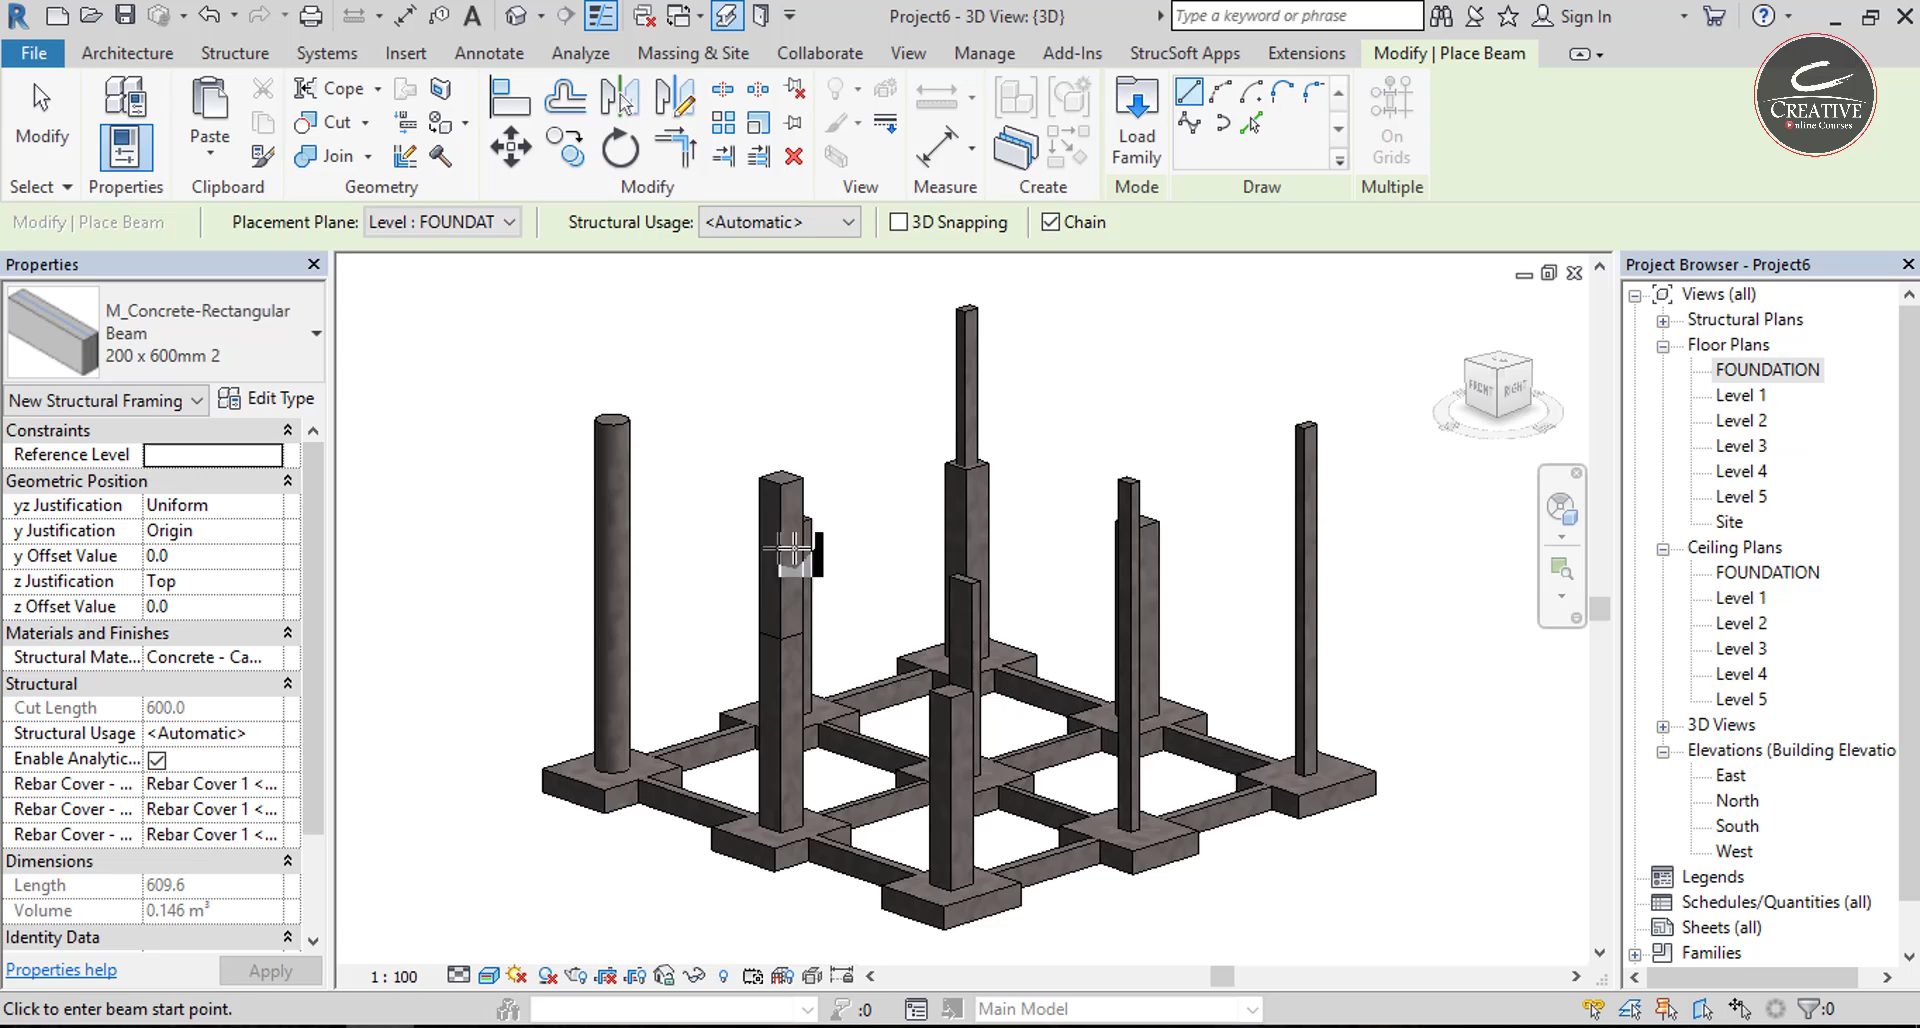 Project6 - 3D View: {3D}
Type a keyword or phrase
Sign In
File
Architecture
Structure
Systems
Insert
Annotate
Analyze
Massing & Site
Collaborate
View
Manage
Add-Ins
StrucSoft Apps
Extensions
Modify | Place Beam
CREATIVE
Online Courses
Modify
Paste
Cope
Cut
Join
Load
Family
On
Grids
Select
Properties
Clipboard
Geometry
Modify
View
Measure
Create
Mode
Draw
Multiple
Modify | Place Beam
Placement Plane:
Level : FOUNDAT
Structural Usage:
<Automatic>
3D Snapping
Chain
Properties
M_Concrete-Rectangular
Beam
200 x 600mm 2
New Structural Framing
Edit Type
Constraints
Reference Level
Geometric Position
yz Justification Uniform
y Justification Origin
y Offset Value 0.0
z Justification Top
z Offset Value 0.0
Materials and Finishes
Structural Mate... Concrete - Ca...
Structural
Cut Length 600.0
Structural Usage <Automatic>
Enable Analytic...
Rebar Cover - ... Rebar Cover 1 <...
Rebar Cover - ... Rebar Cover 1 <...
Rebar Cover - ... Rebar Cover 1 <...
Dimensions
Length 609.6
Volume 0.146 m³
Identity Data
Properties help
Apply
FRONT
RIGHT
Project Browser - Project6
Views (all)
Structural Plans
Floor Plans
FOUNDATION
Level 1
Level 2
Level 3
Level 4
Level 5
Site
Ceiling Plans
FOUNDATION
Level 1
Level 2
Level 3
Level 4
Level 5
3D Views
Elevations (Building Elevatio
East
North
South
West
Legends
Schedules/Quantities (all)
Sheets (all)
Families
1 : 100
Click to enter beam start point.
:0
Main Model
:0